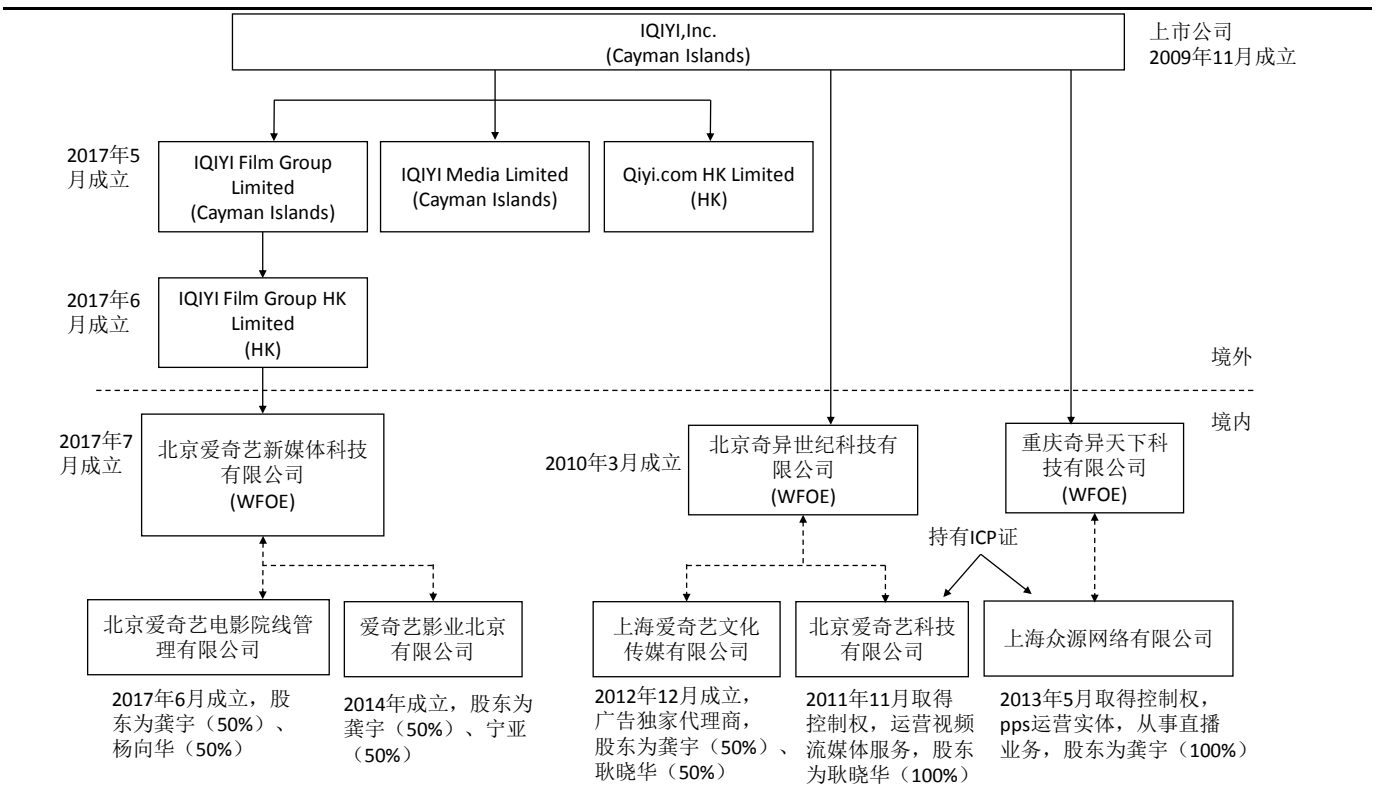 IQIYI,Inc.
(Cayman Islands)
上市公司
2009年11月成立
2017年5
月成立
IQIYI Film Group
Limited
(Cayman Islands)
IQIYI Media Limited
(Cayman Islands)
Qiyi.com HK Limited
(HK)
2017年6
月成立
IQIYI Film Group HK
Limited
(HK)
境外
境内
2017年7
月成立
北京爱奇艺新媒体科技
有限公司
(WFOE)
2010年3月成立
北京奇异世纪科技有
限公司
(WFOE)
重庆奇异天下科
技有限公司
(WFOE)
持有ICP证
北京爱奇艺电影院线管
理有限公司
爱奇艺影业北京
有限公司
上海爱奇艺文化
传媒有限公司
北京爱奇艺科技
有限公司
上海众源网络有限公司
2017年6月成立，股
东为龚宇（50%）、
杨向华（50%）
2014年成立，股东为
龚宇（50%）、宁亚
（50%）
2012年12月成立，
广告独家代理商，
股东为龚宇（50%）、
耿晓华（50%）
2011年11月取得
控制权，运营视频
流媒体服务，股东
为耿晓华（100%）
2013年5月取得控制权，
pps运营实体，从事直播
业务，股东为龚宇（100%）